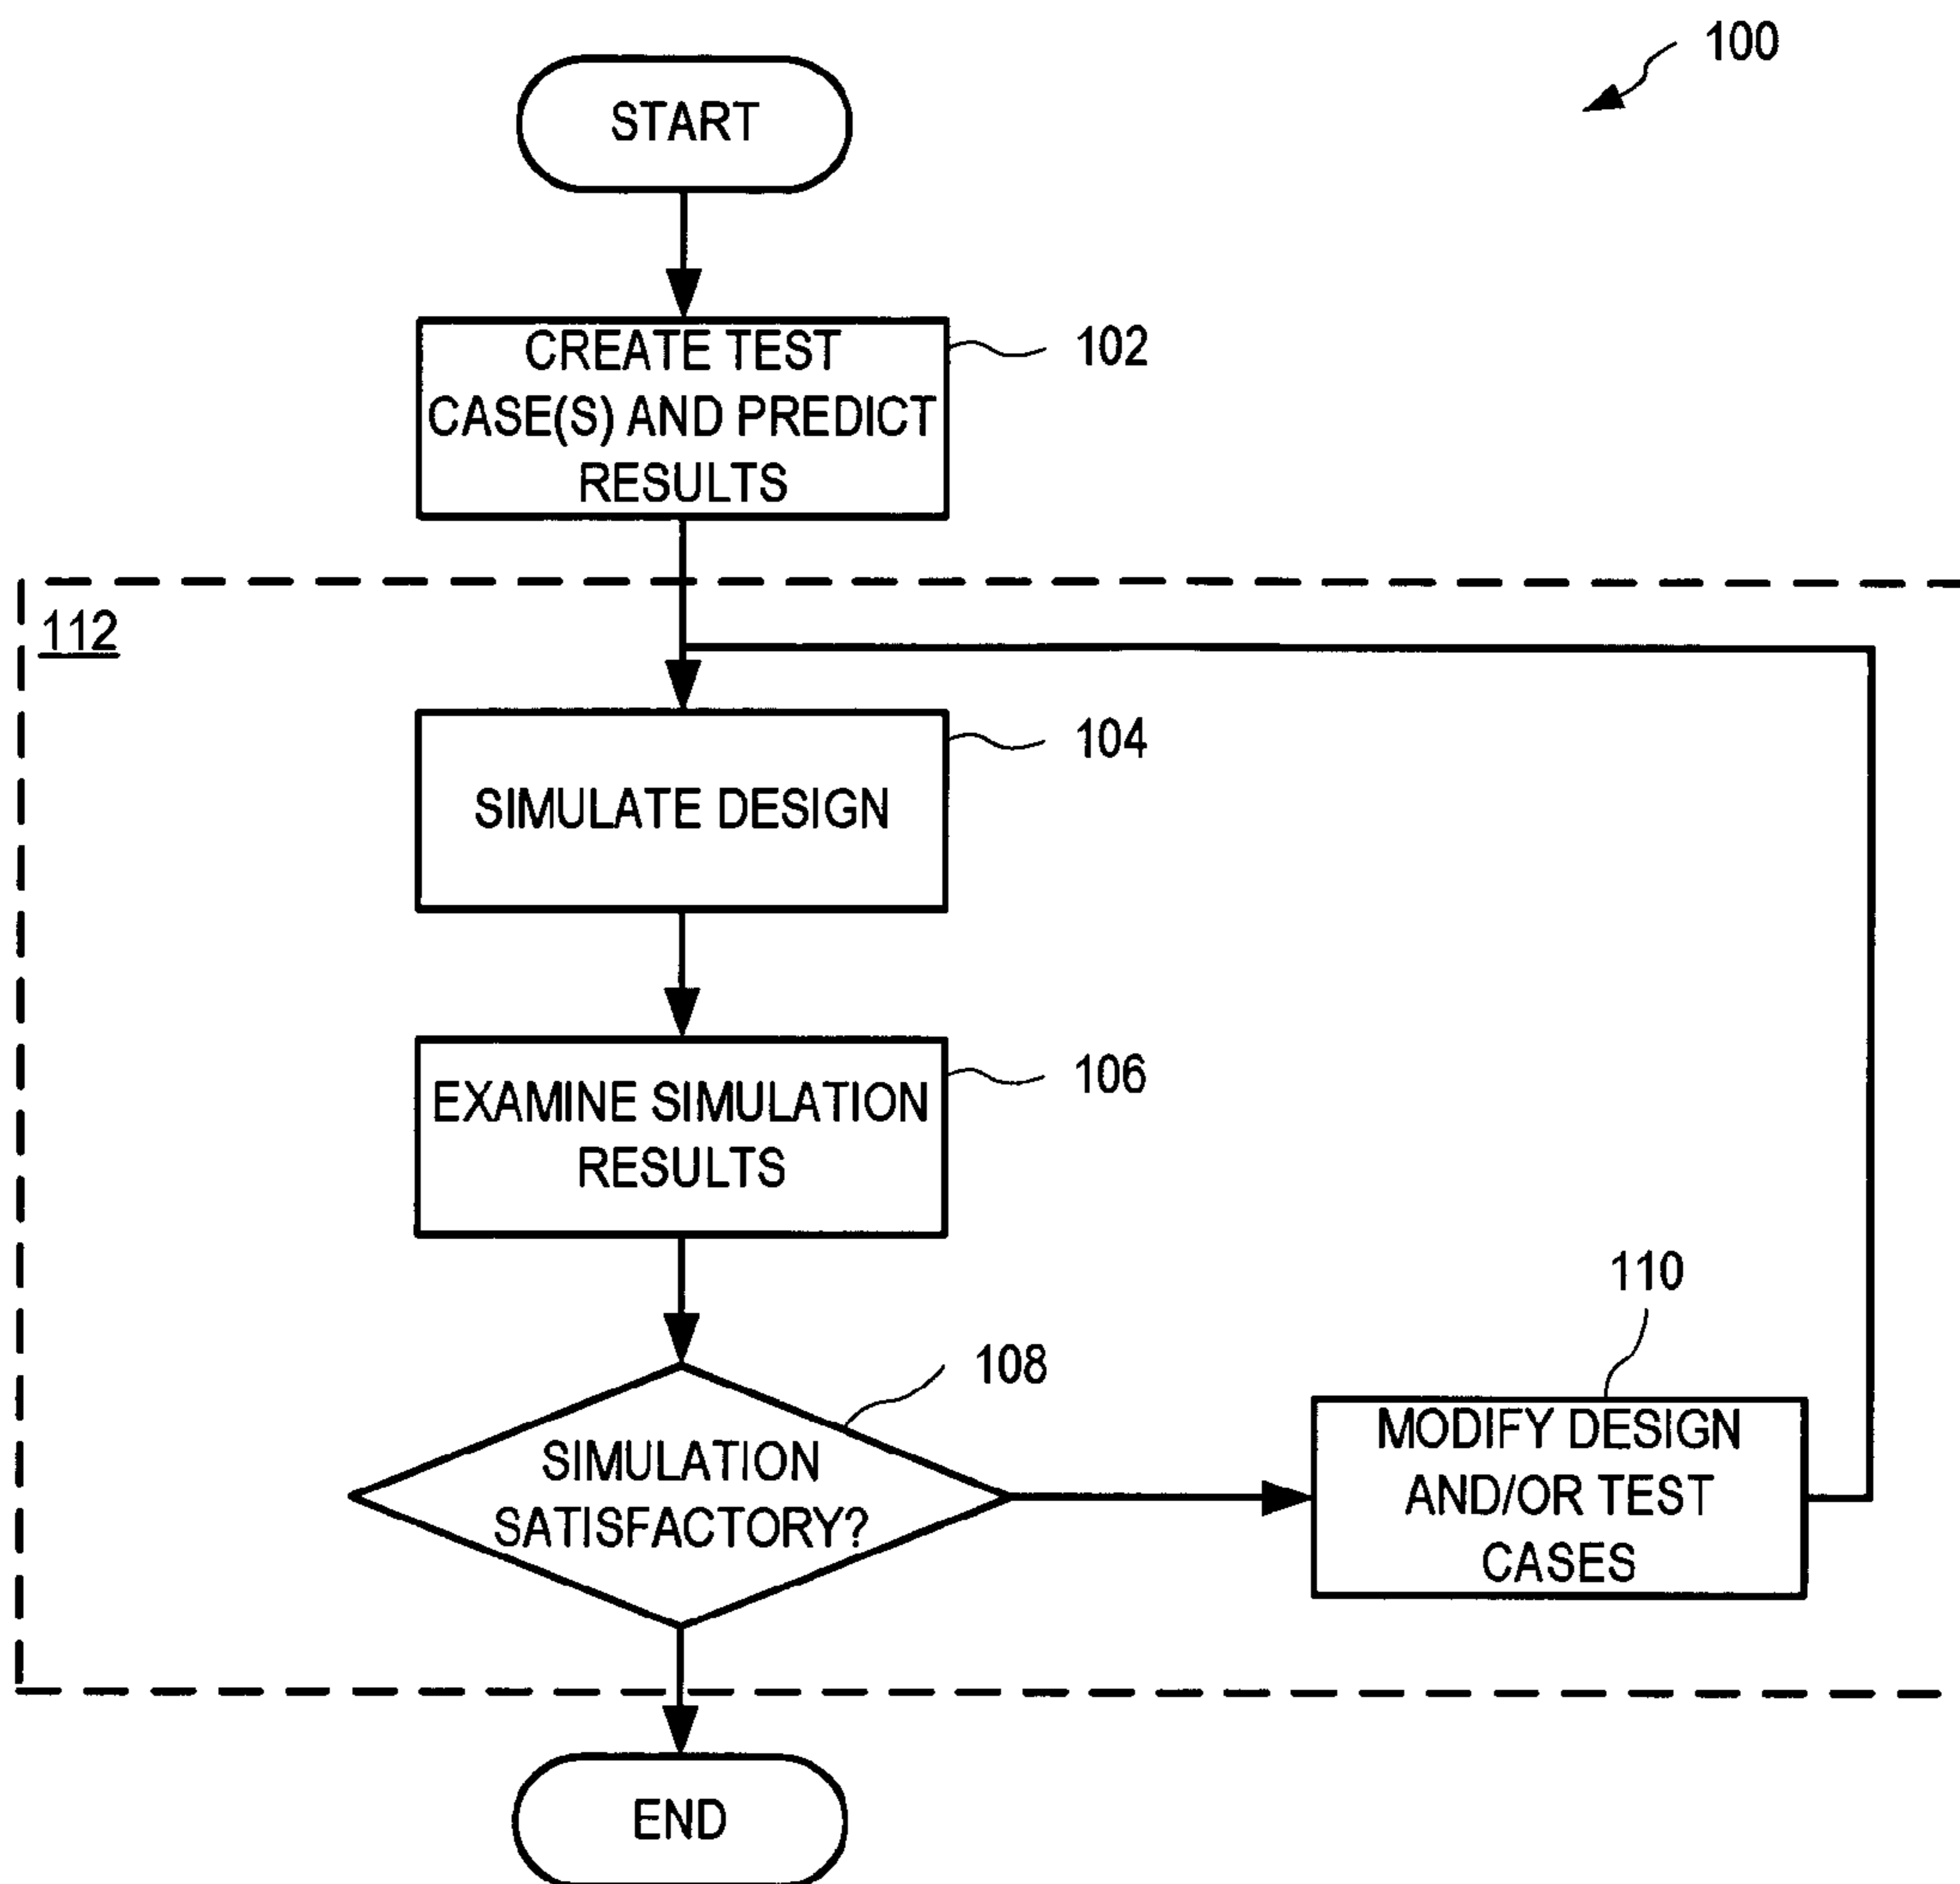 100
START
CREATE TEST
CASE(S) AND PREDICT
RESULTS
102
112
SIMULATE DESIGN
104
EXAMINE SIMULATION
RESULTS
106
SIMULATION
SATISFACTORY?
108
MODIFY DESIGN
AND/OR TEST
CASES
110
END